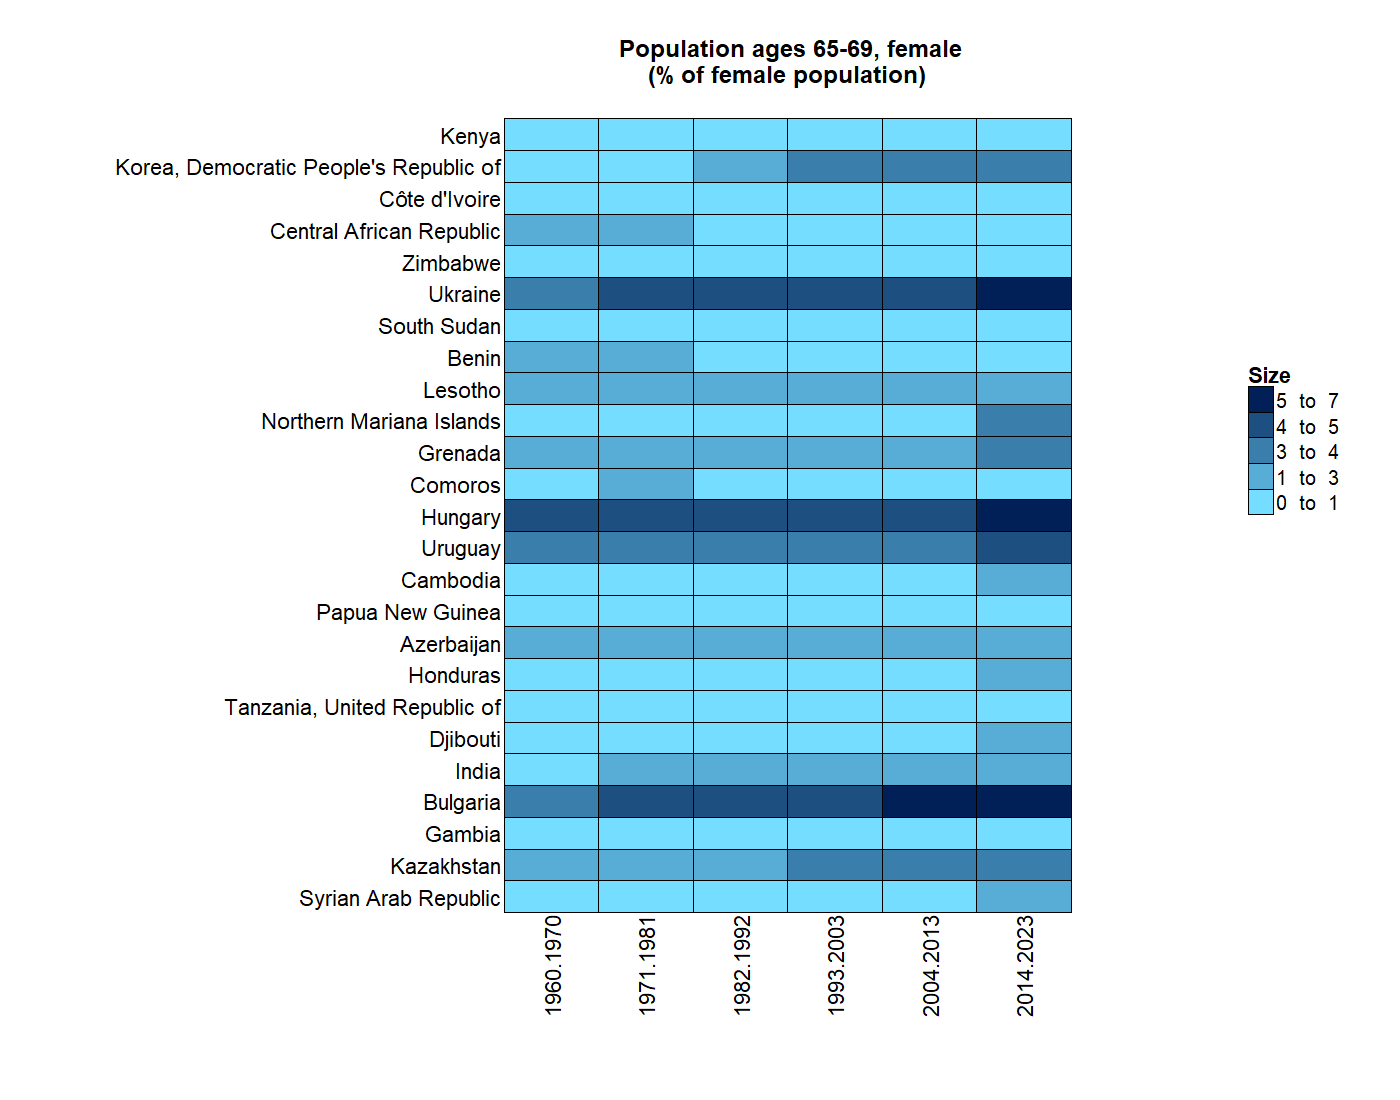 Population ages 65-69, female
(% of female population)
Kenya
Korea, Democratic People's Republic of
Côte d'Ivoire
Central African Republic
Zimbabwe
Ukraine
South Sudan
Benin
Lesotho
Northern Mariana Islands
Grenada
Comoros
Hungary
Uruguay
Cambodia
Papua New Guinea
Azerbaijan
Honduras
Tanzania, United Republic of
Djibouti
India
Bulgaria
Gambia
Kazakhstan
Syrian Arab Republic
1960.1970
1971.1981
1982.1992
1993.2003
2004.2013
2014.2023
Size
5 to 7
4 to 5
3 to 4
1 to 3
0 to 1